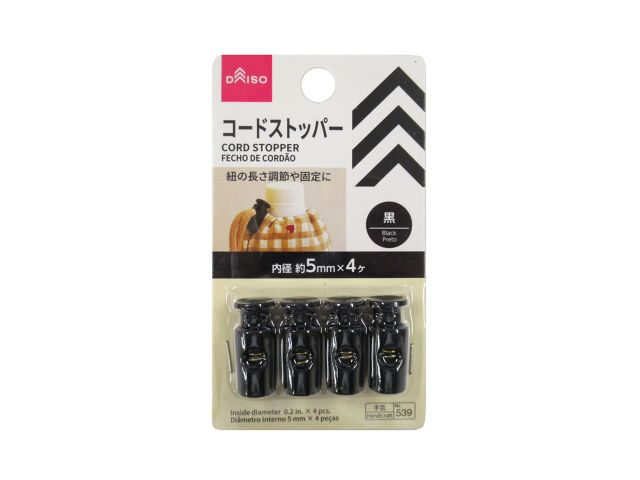 DAISO
コードストッパー
CORD STOPPER
FECHO DE CORDÃO
紐の長さ調節や固定に
黒
Black
Preto
内径 約5mm×4ヶ
Inside diameter 0.2 in. × 4 pcs.
Diâmetro interno 5 mm × 4 peças
手芸
Handicraft
No.
539